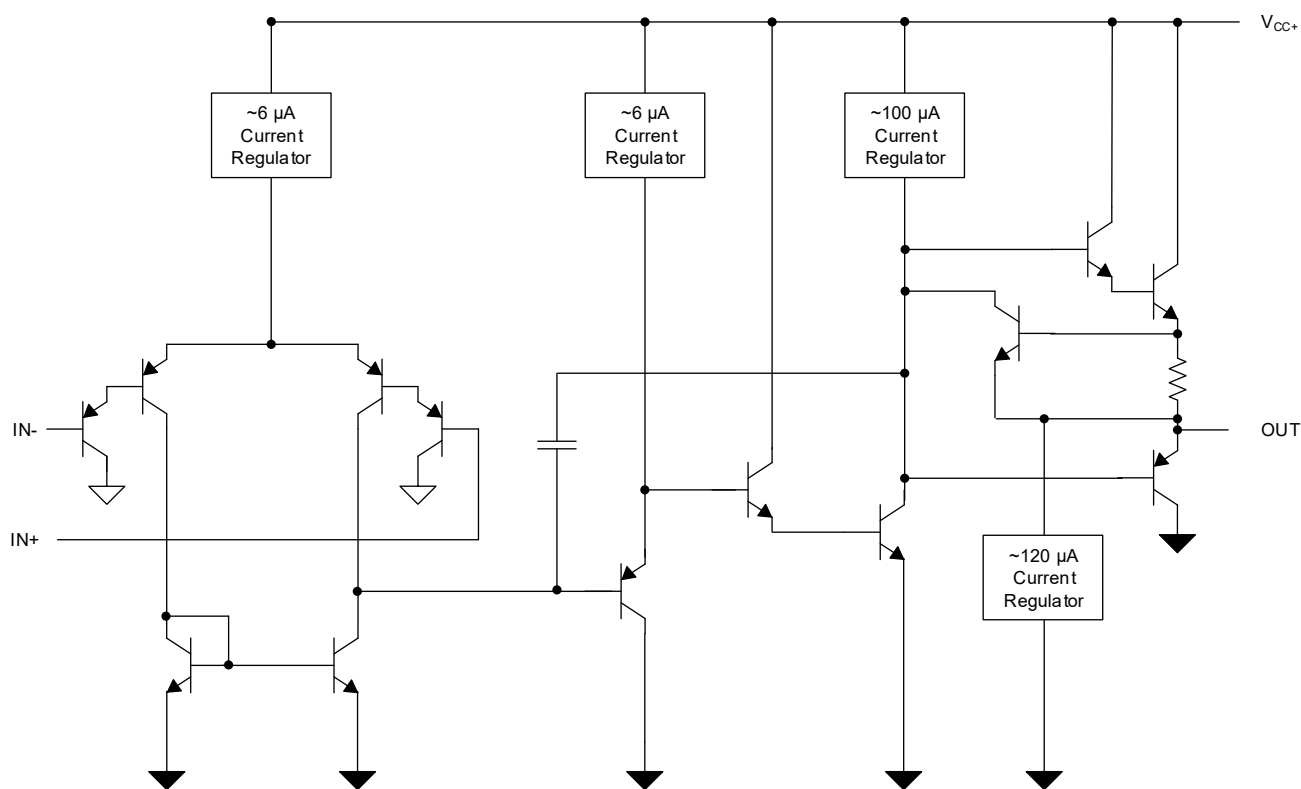 V_CC+
~6 µA
Current
Regulator
~6 µA
Current
Regulator
~100 µA
Current
Regulator
IN-
OUT
IN+
~120 µA
Current
Regulator